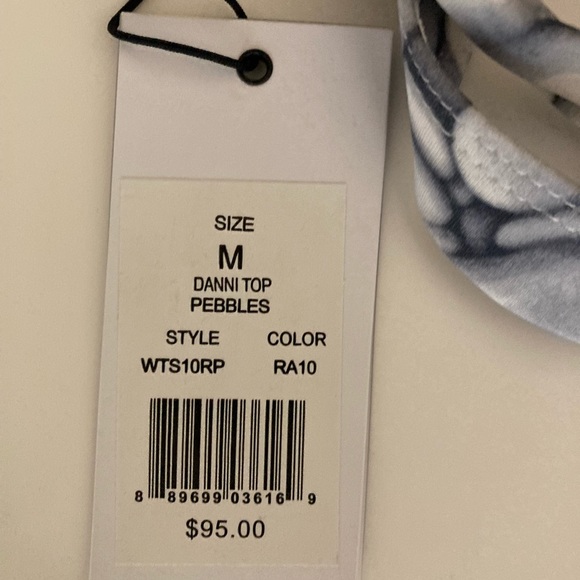 SIZE
M
DANNI TOP
PEBBLES
STYLE COLOR
WTS10RP RA10
8 89699 03616 9
$95.00